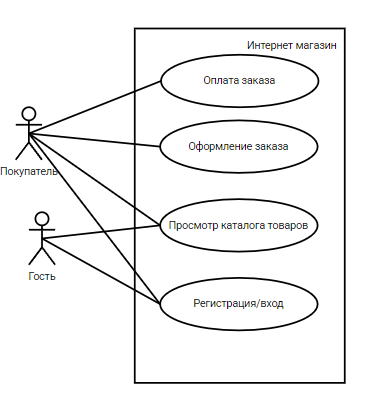 Интернет магазин
Оплата заказа
Оформление заказа
Покупатель
Просмотр каталога товаров
Гость
Регистрация/вход